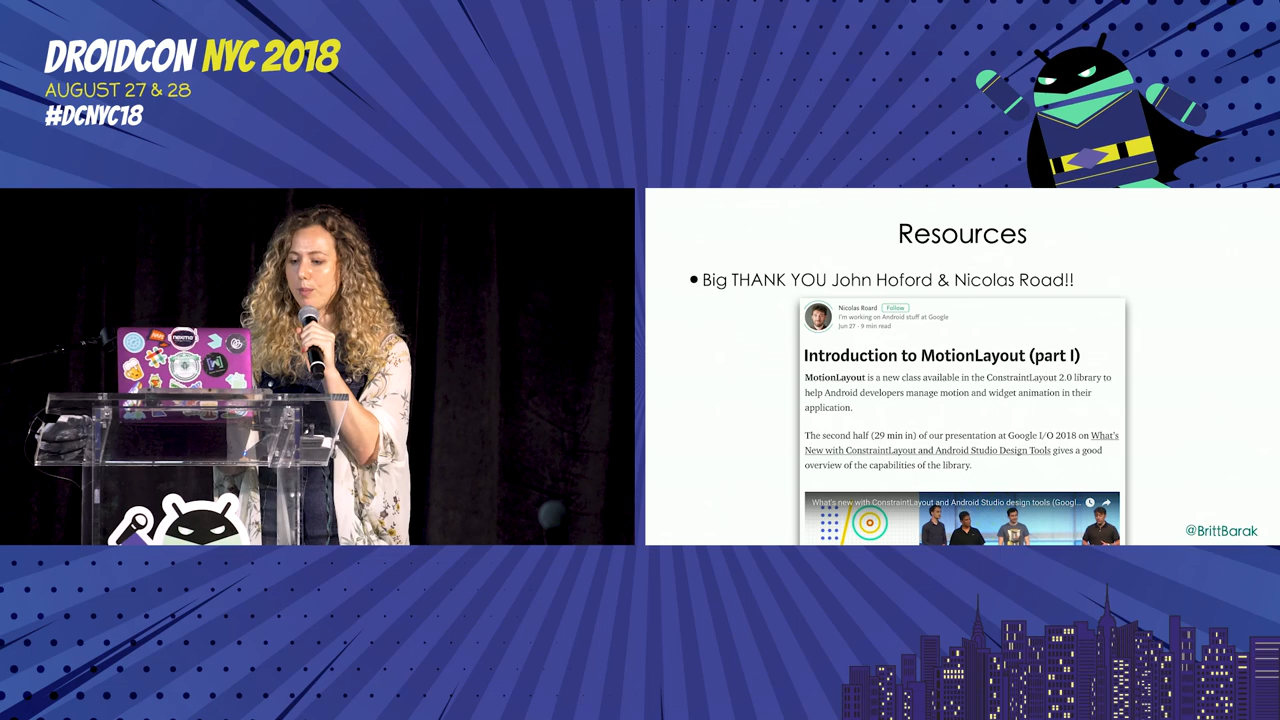 DROIDCON NYC 2018
AUGUST 27 & 28
#DCNYC18
nexmo
Resources
Big THANK YOU John Hoford & Nicolas Road!!
Nicolas Roard Follow
I'm working on Android stuff at Google
Jun 27 · 9 min read
Introduction to MotionLayout (part I)
MotionLayout is a new class available in the ConstraintLayout 2.0 library to
help Android developers manage motion and widget animation in their
application.
The second half (29 min in) of our presentation at Google I/O 2018 on What's
New with ConstraintLayout and Android Studio Design Tools gives a good
overview of the capabilities of the library.
What's new with ConstraintLayout and Android Studio design tools (Googl...
@BrittBarak